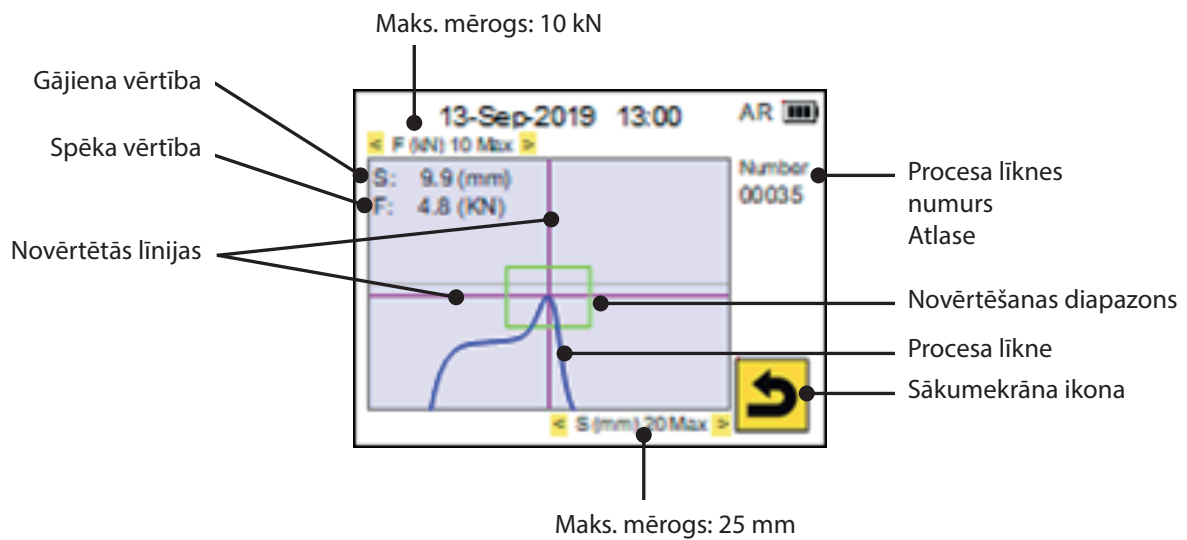 Maks. mērogs: 10 kN
Gājiena vērtība
Spēka vērtība
Novērtētās līnijas
13-Sep-2019 13:00 AR
< F (kN) 10 Max >
S: 9.9 (mm)
F: 4.8 (KN)
Number
00035
< S (mm) 20 Max >
Procesa līknes
numurs
Atlase
Novērtēšanas diapazons
Procesa līkne
Sākumekrāna ikona
Maks. mērogs: 25 mm